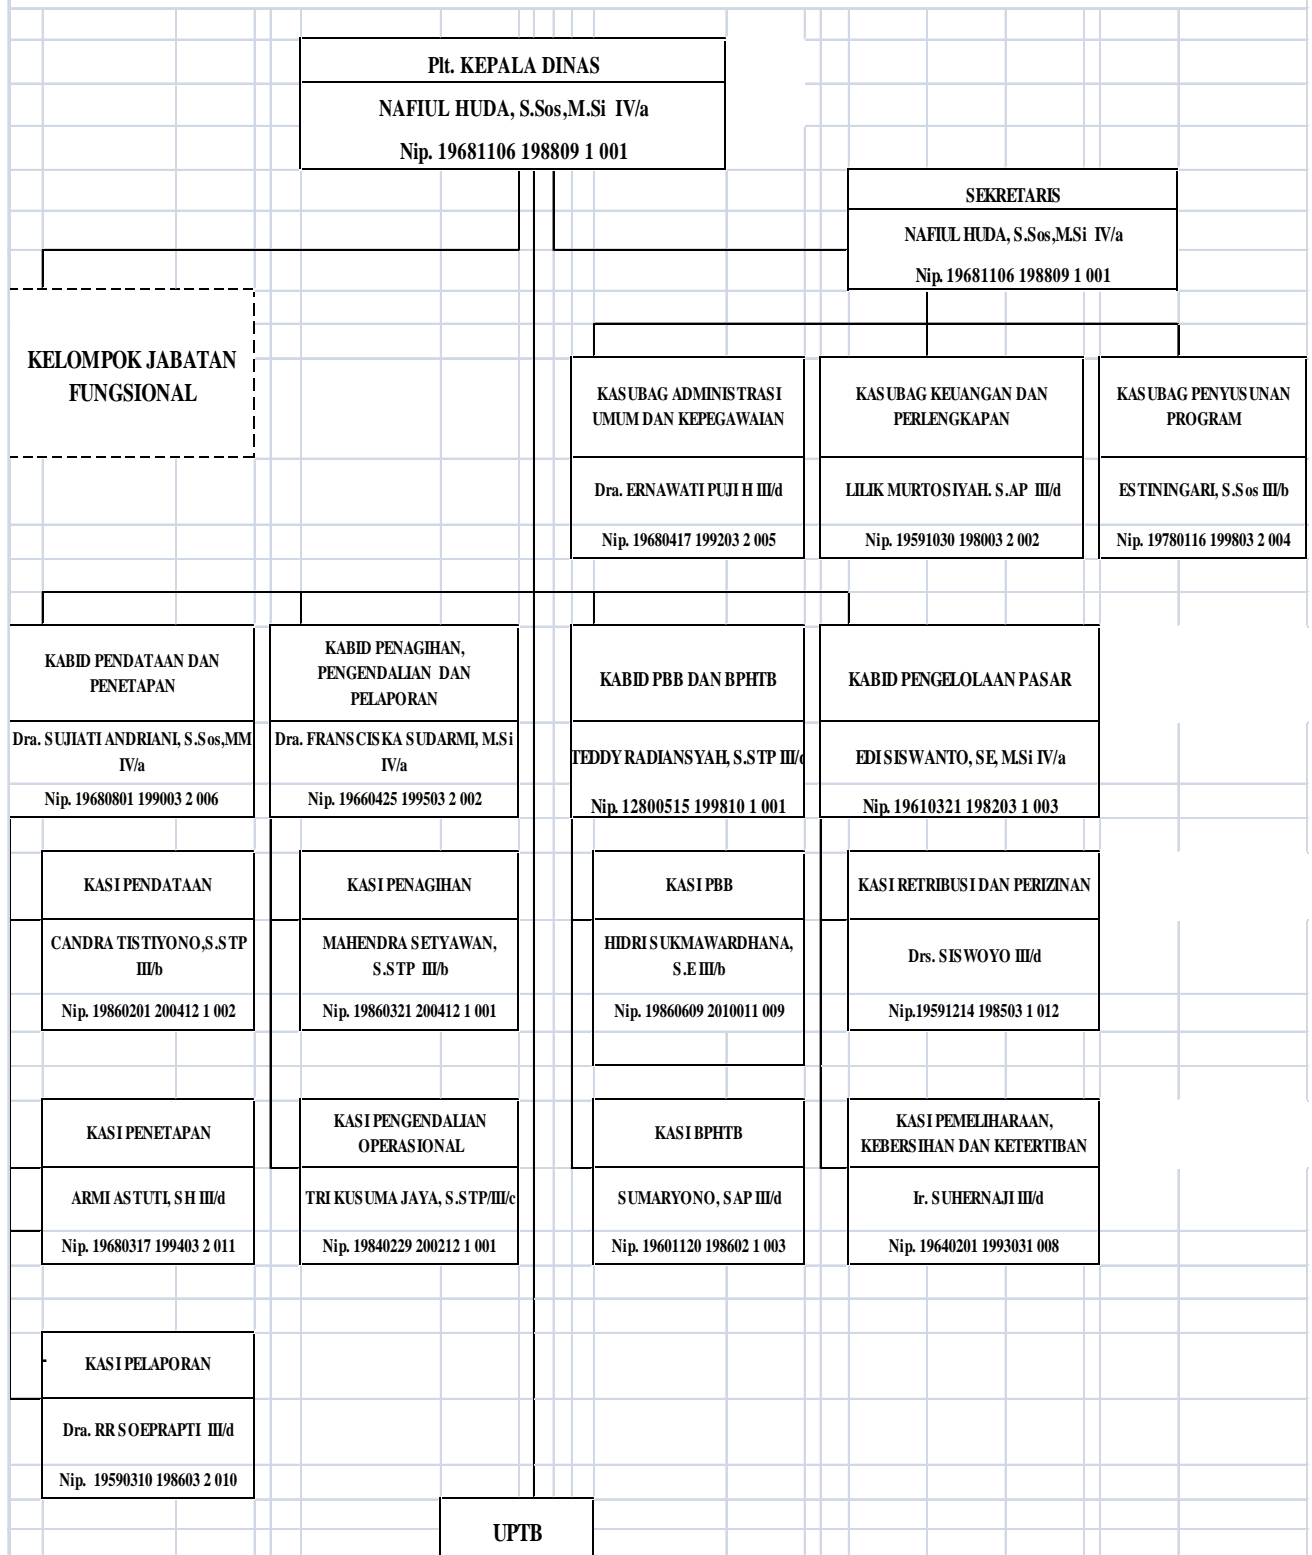 Plt. KEPALA DINAS
NAFIUL HUDA, S.Sos,M.Si IV/a
Nip. 19681106 198809 1 001
SEKRETARIS
NAFIUL HUDA, S.Sos,M.Si IV/a
Nip. 19681106 198809 1 001
KELOMPOK JABATAN
FUNGSIONAL
KASUBAG ADMINISTRASI
UMUM DAN KEPEGAWAIAN
Dra. ERNAWATI PUJI H III/d
Nip. 19680417 199203 2 005
KASUBAG KEUANGAN DAN
PERLENGKAPAN
LILIK MURTOSIYAH. S.AP III/d
Nip. 19591030 198003 2 002
KASUBAG PENYUSUNAN
PROGRAM
ESTININGARI, S.Sos III/b
Nip. 19780116 199803 2 004
KABID PENDATAAN DAN
PENETAPAN
Dra. SUJIATI ANDRIANI, S.Sos,MM
IV/a
Nip. 19680801 199003 2 006
KABID PENAGIHAN,
PENGENDALIAN DAN
PELAPORAN
Dra. FRANSCISKA SUDARMI, M.Si
IV/a
Nip. 19660425 199503 2 002
KABID PBB DAN BPHTB
TEDDY RADIANSYAH, S.STP III/c
Nip. 12800515 199810 1 001
KABID PENGELOLAAN PASAR
EDI SISWANTO, SE, M.Si IV/a
Nip. 19610321 198203 1 003
KASI PENDATAAN
CANDRA TISTIYONO,S.STP
III/b
Nip. 19860201 200412 1 002
KASI PENAGIHAN
MAHENDRA SETYAWAN,
S.STP III/b
Nip. 19860321 200412 1 001
KASI PBB
HIDRI SUKMAWARDHANA,
S.E III/b
Nip. 19860609 2010011 009
KASI RETRIBUSI DAN PERIZINAN
Drs. SISWOYO III/d
Nip.19591214 198503 1 012
KASI PENETAPAN
ARMI ASTUTI, SH III/d
Nip. 19680317 199403 2 011
KASI PENGENDALIAN
OPERASIONAL
TRI KUSUMA JAYA, S.STP/III/c
Nip. 19840229 200212 1 001
KASI BPHTB
SUMARYONO, SAP III/d
Nip. 19601120 198602 1 003
KASI PEMELIHARAAN,
KEBERSIHAN DAN KETERTIBAN
Ir. SUHERNAJI III/d
Nip. 19640201 1993031 008
KASI PELAPORAN
Dra. RR SOEPRAPTI III/d
Nip. 19590310 198603 2 010
UPTB